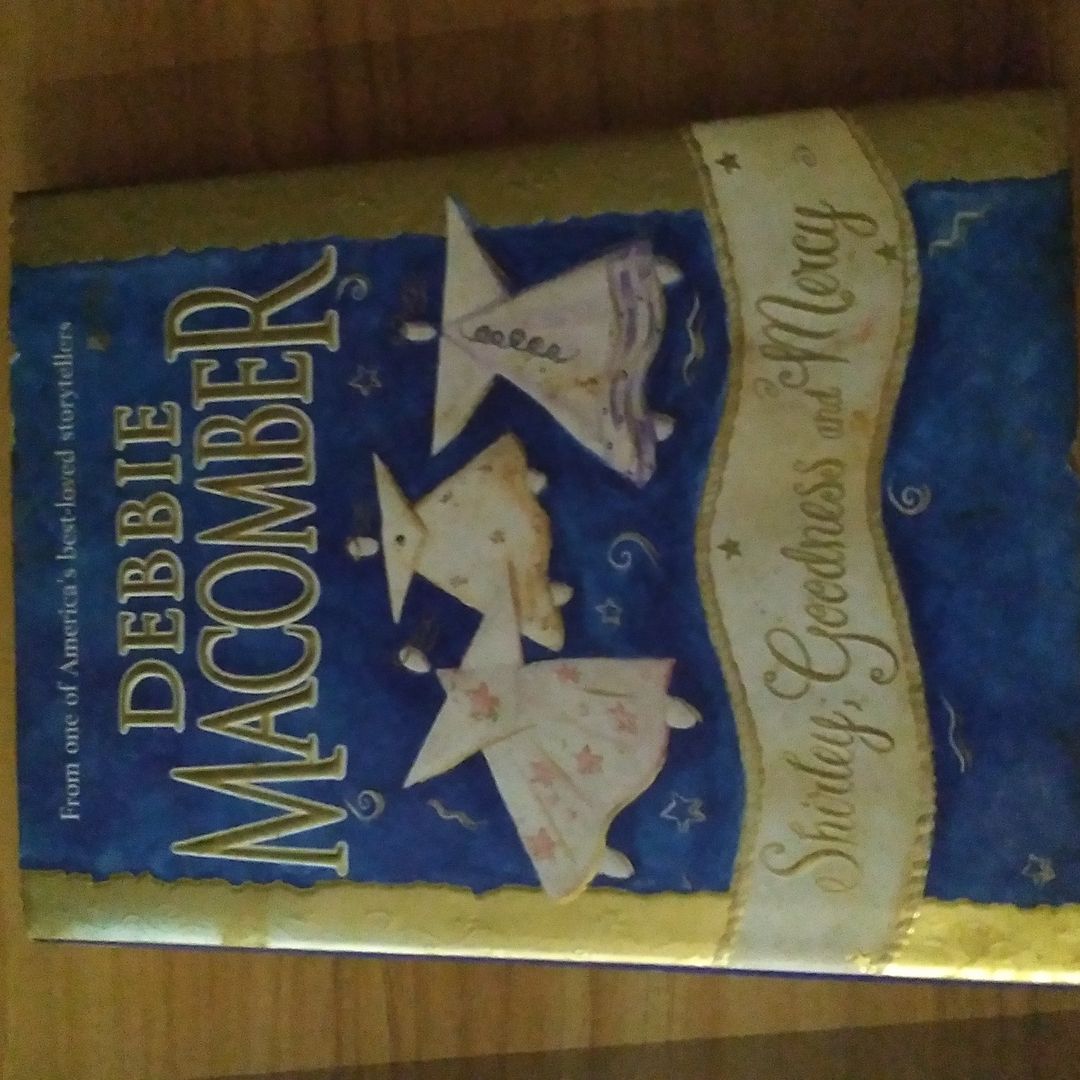 From one of America's best-loved storytellers
DEBBIE
MACOMBER
Shirley, Goodness and Mercy